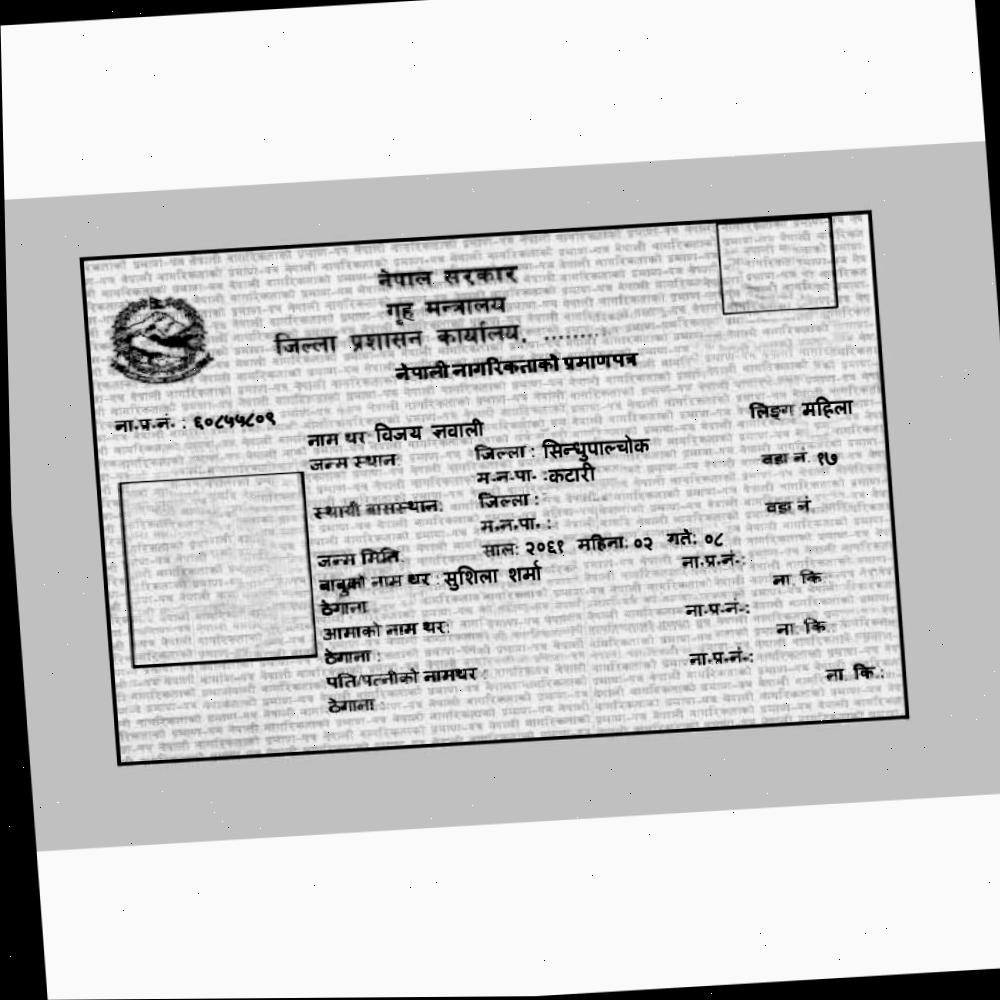 नेपाल सरकार
गृह मन्त्रालय
जिल्ला प्रशासन कार्यालय, ........
नेपाली नागरिकताको प्रमाणपत्र
ना.प्र.नं. : ६०८५५८०९
लिङ्ग महिला
नाम थर विजय ज्ञवाली
जन्म स्थान: जिल्ला : सिन्धुपाल्चोक वडा नं. १७
म.न.पा. :कटारी
स्थायी बासस्थान: जिल्ला : वडा नं.
म.न.पा. :
जन्म मिति: साल: २०६१ महिना: ०२ गते: ०८
बाबुको नाम थर : सुशिला शर्मा ना.प्र.नं.:
ठेगाना ना. कि
आमाको नाम थर: ना.प्र.नं.:
ठेगाना : ना. कि.:
पति/पत्नीको नामथर : ना.प्र.नं.:
ठेगाना : ना. कि.: